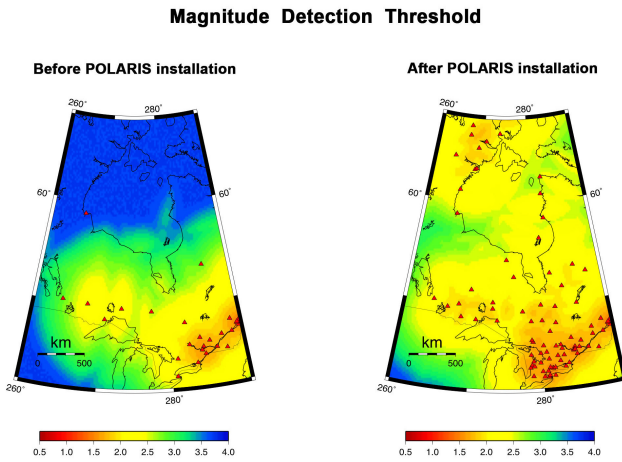 Magnitude Detection Threshold
Before POLARIS installation
After POLARIS installation
260° 280°
260° 280°
60° 60°
60° 60°
km
0 500
km
0 500
260° 280°
260° 280°
0.5 1.0 1.5 2.0 2.5 3.0 3.5 4.0
0.5 1.0 1.5 2.0 2.5 3.0 3.5 4.0